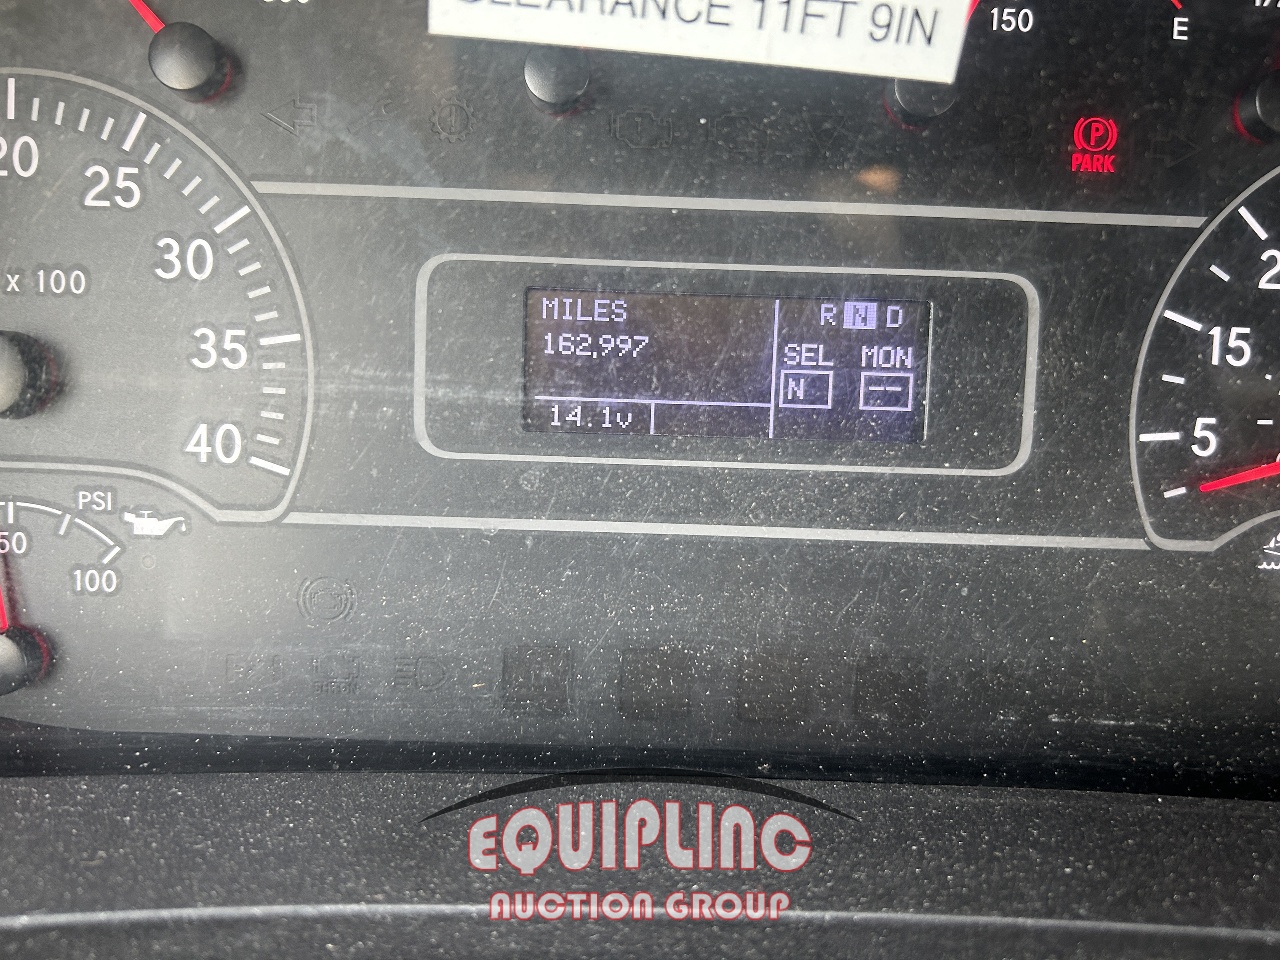 CLEARANCE 11FT 9IN
150
E
PARK
P
20
25
30
x 100
35
40
MILES
162,997
14.1v
R N D
SEL MON
N --
15
5
PSI
50
100
EQUIPLINC
AUCTION GROUP